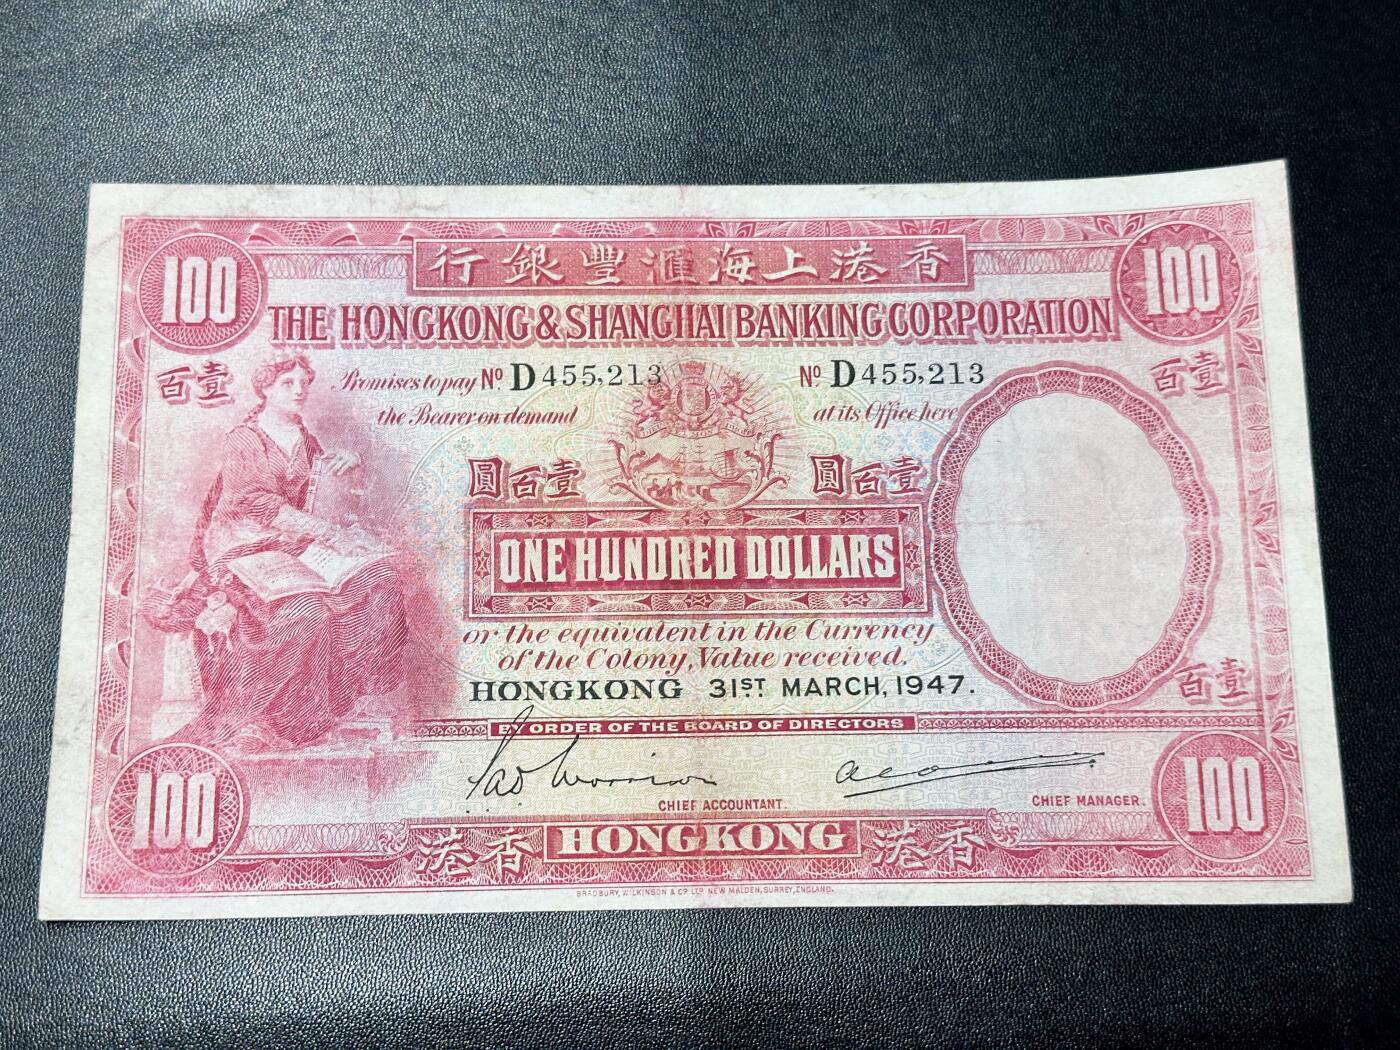 100
行銀豐滙海上港香
100
THE HONGKONG & SHANGHAI BANKING CORPORATION
百壹
Promises to pay No D 455,213
No D 455,213
百壹
the Bearer on demand
at its Office here
圓百壹
圓百壹
ONE HUNDRED DOLLARS
or the equivalent in the Currency
of the Colony, Value received.
百壹
HONGKONG 31ST MARCH, 1947.
BY ORDER OF THE BOARD OF DIRECTORS
100
CHIEF ACCOUNTANT.
CHIEF MANAGER.
100
港香 HONGKONG 港香
BRADBURY, WILKINSON & Co LTD NEW MALDEN, SURREY, ENGLAND.